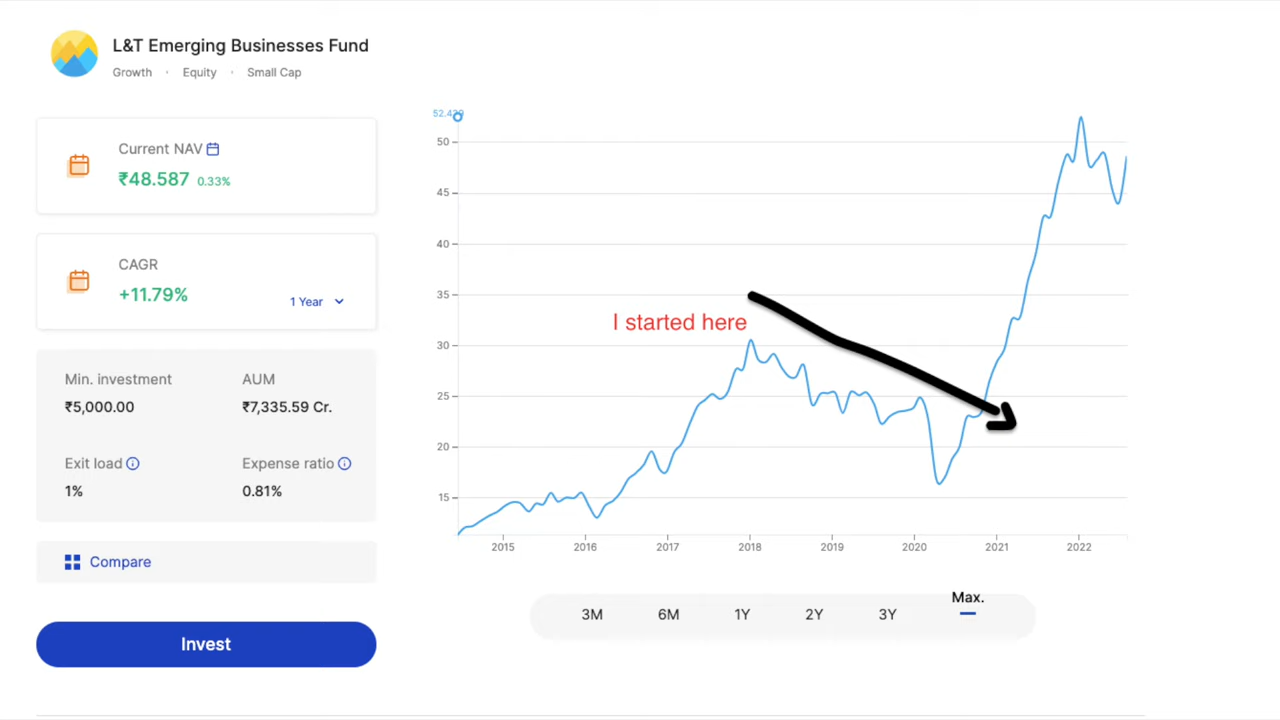 L&T Emerging Businesses Fund
Growth · Equity · Small Cap
Current NAV
₹48.587 0.33%
CAGR
+11.79% 1 Year
Min. investment AUM
₹5,000.00 ₹7,335.59 Cr.
Exit load Expense ratio
1% 0.81%
Compare
Invest
50
45
40
35
30
25
20
15
I started here
2015 2016 2017 2018 2019 2020 2021 2022
3M 6M 1Y 2Y 3Y Max.